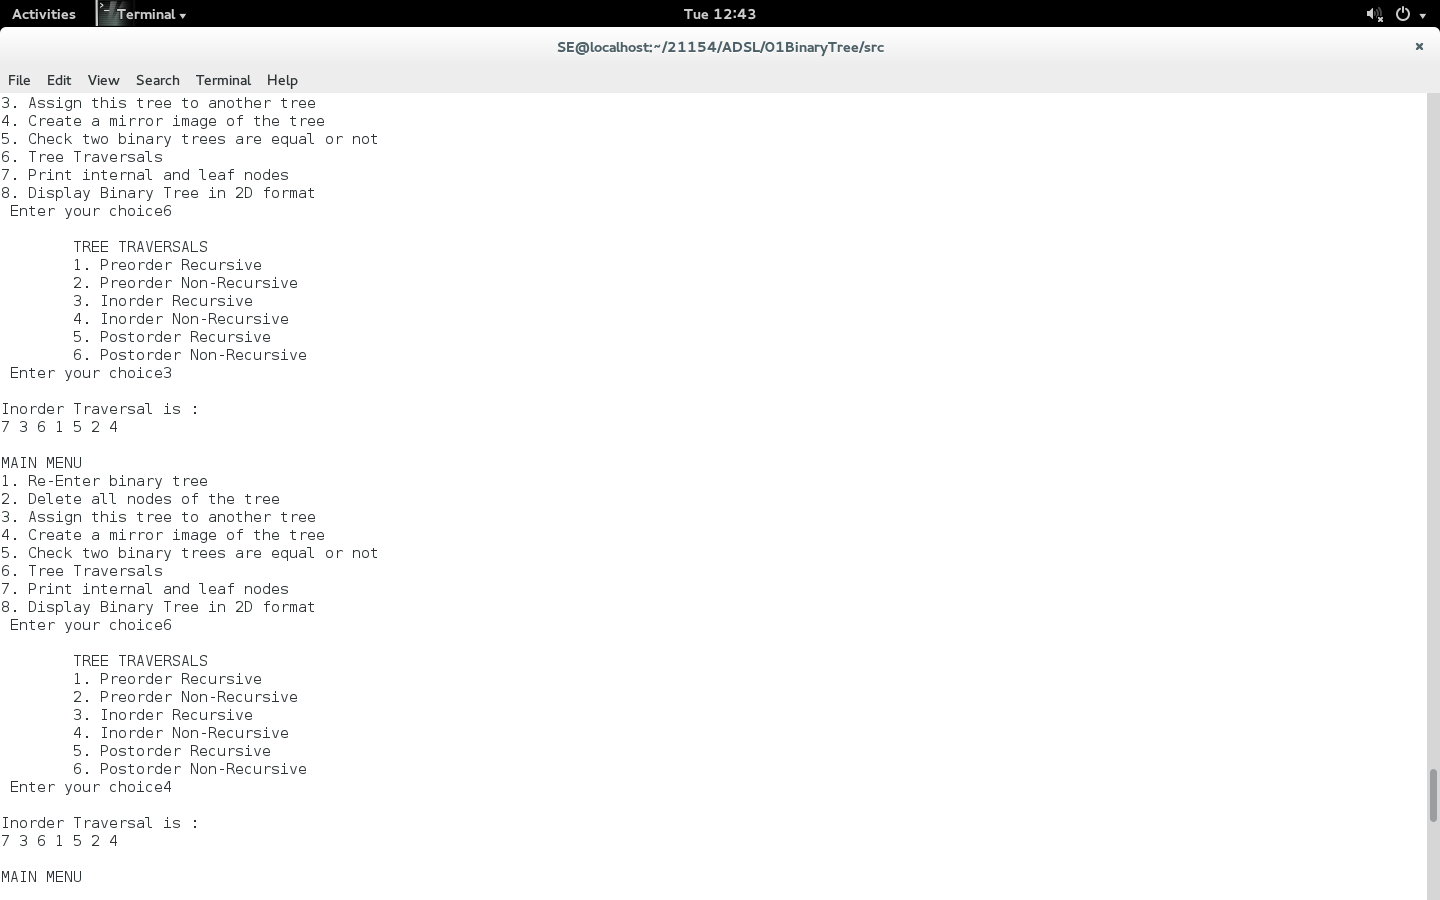 Activities Terminal Tue 12:43
SE@localhost:~/21154/ADSL/01BinaryTree/src
File Edit View Search Terminal Help
3. Assign this tree to another tree
4. Create a mirror image of the tree
5. Check two binary trees are equal or not
6. Tree Traversals
7. Print internal and leaf nodes
8. Display Binary Tree in 2D format
Enter your choice6
TREE TRAVERSALS
1. Preorder Recursive
2. Preorder Non-Recursive
3. Inorder Recursive
4. Inorder Non-Recursive
5. Postorder Recursive
6. Postorder Non-Recursive
Enter your choice3
Inorder Traversal is :
7 3 6 1 5 2 4
MAIN MENU
1. Re-Enter binary tree
2. Delete all nodes of the tree
3. Assign this tree to another tree
4. Create a mirror image of the tree
5. Check two binary trees are equal or not
6. Tree Traversals
7. Print internal and leaf nodes
8. Display Binary Tree in 2D format
Enter your choice6
TREE TRAVERSALS
1. Preorder Recursive
2. Preorder Non-Recursive
3. Inorder Recursive
4. Inorder Non-Recursive
5. Postorder Recursive
6. Postorder Non-Recursive
Enter your choice4
Inorder Traversal is :
7 3 6 1 5 2 4
MAIN MENU